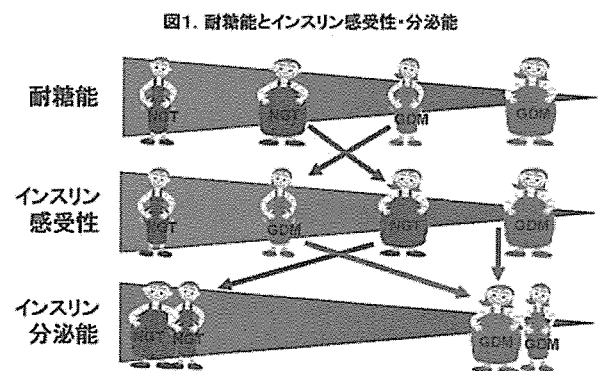 図1. 耐糖能とインスリン感受性・分泌能
耐糖能
NGT NGT GDM GDM
インスリン
感受性
NGT GDM NGT GDM
インスリン
分泌能
NGT NGT GDM GDM